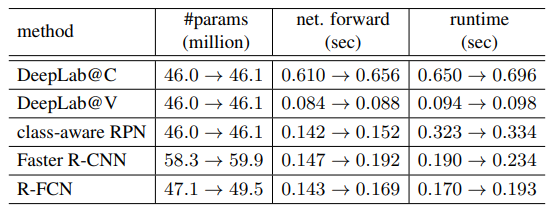 method #params (million) net. forward (sec) runtime (sec)
DeepLab@C 46.0 → 46.1 0.610 → 0.656 0.650 → 0.696
DeepLab@V 46.0 → 46.1 0.084 → 0.088 0.094 → 0.098
class-aware RPN 46.0 → 46.1 0.142 → 0.152 0.323 → 0.334
Faster R-CNN 58.3 → 59.9 0.147 → 0.192 0.190 → 0.234
R-FCN 47.1 → 49.5 0.143 → 0.169 0.170 → 0.193